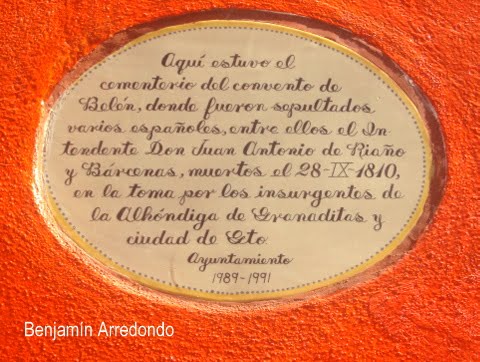 Aquí estuvo el
cementerio del convento de
Belén, donde fueron sepultados
varios españoles, entre ellos el In-
tendente Don Juan Antonio de Riaño
y Bárcenas, muertos el 28-IX-1810,
en la toma por los insurgentes de
la Alhóndiga de Granaditas y
ciudad de Gto.
Ayuntamiento
1989-1991
Benjamín Arredondo